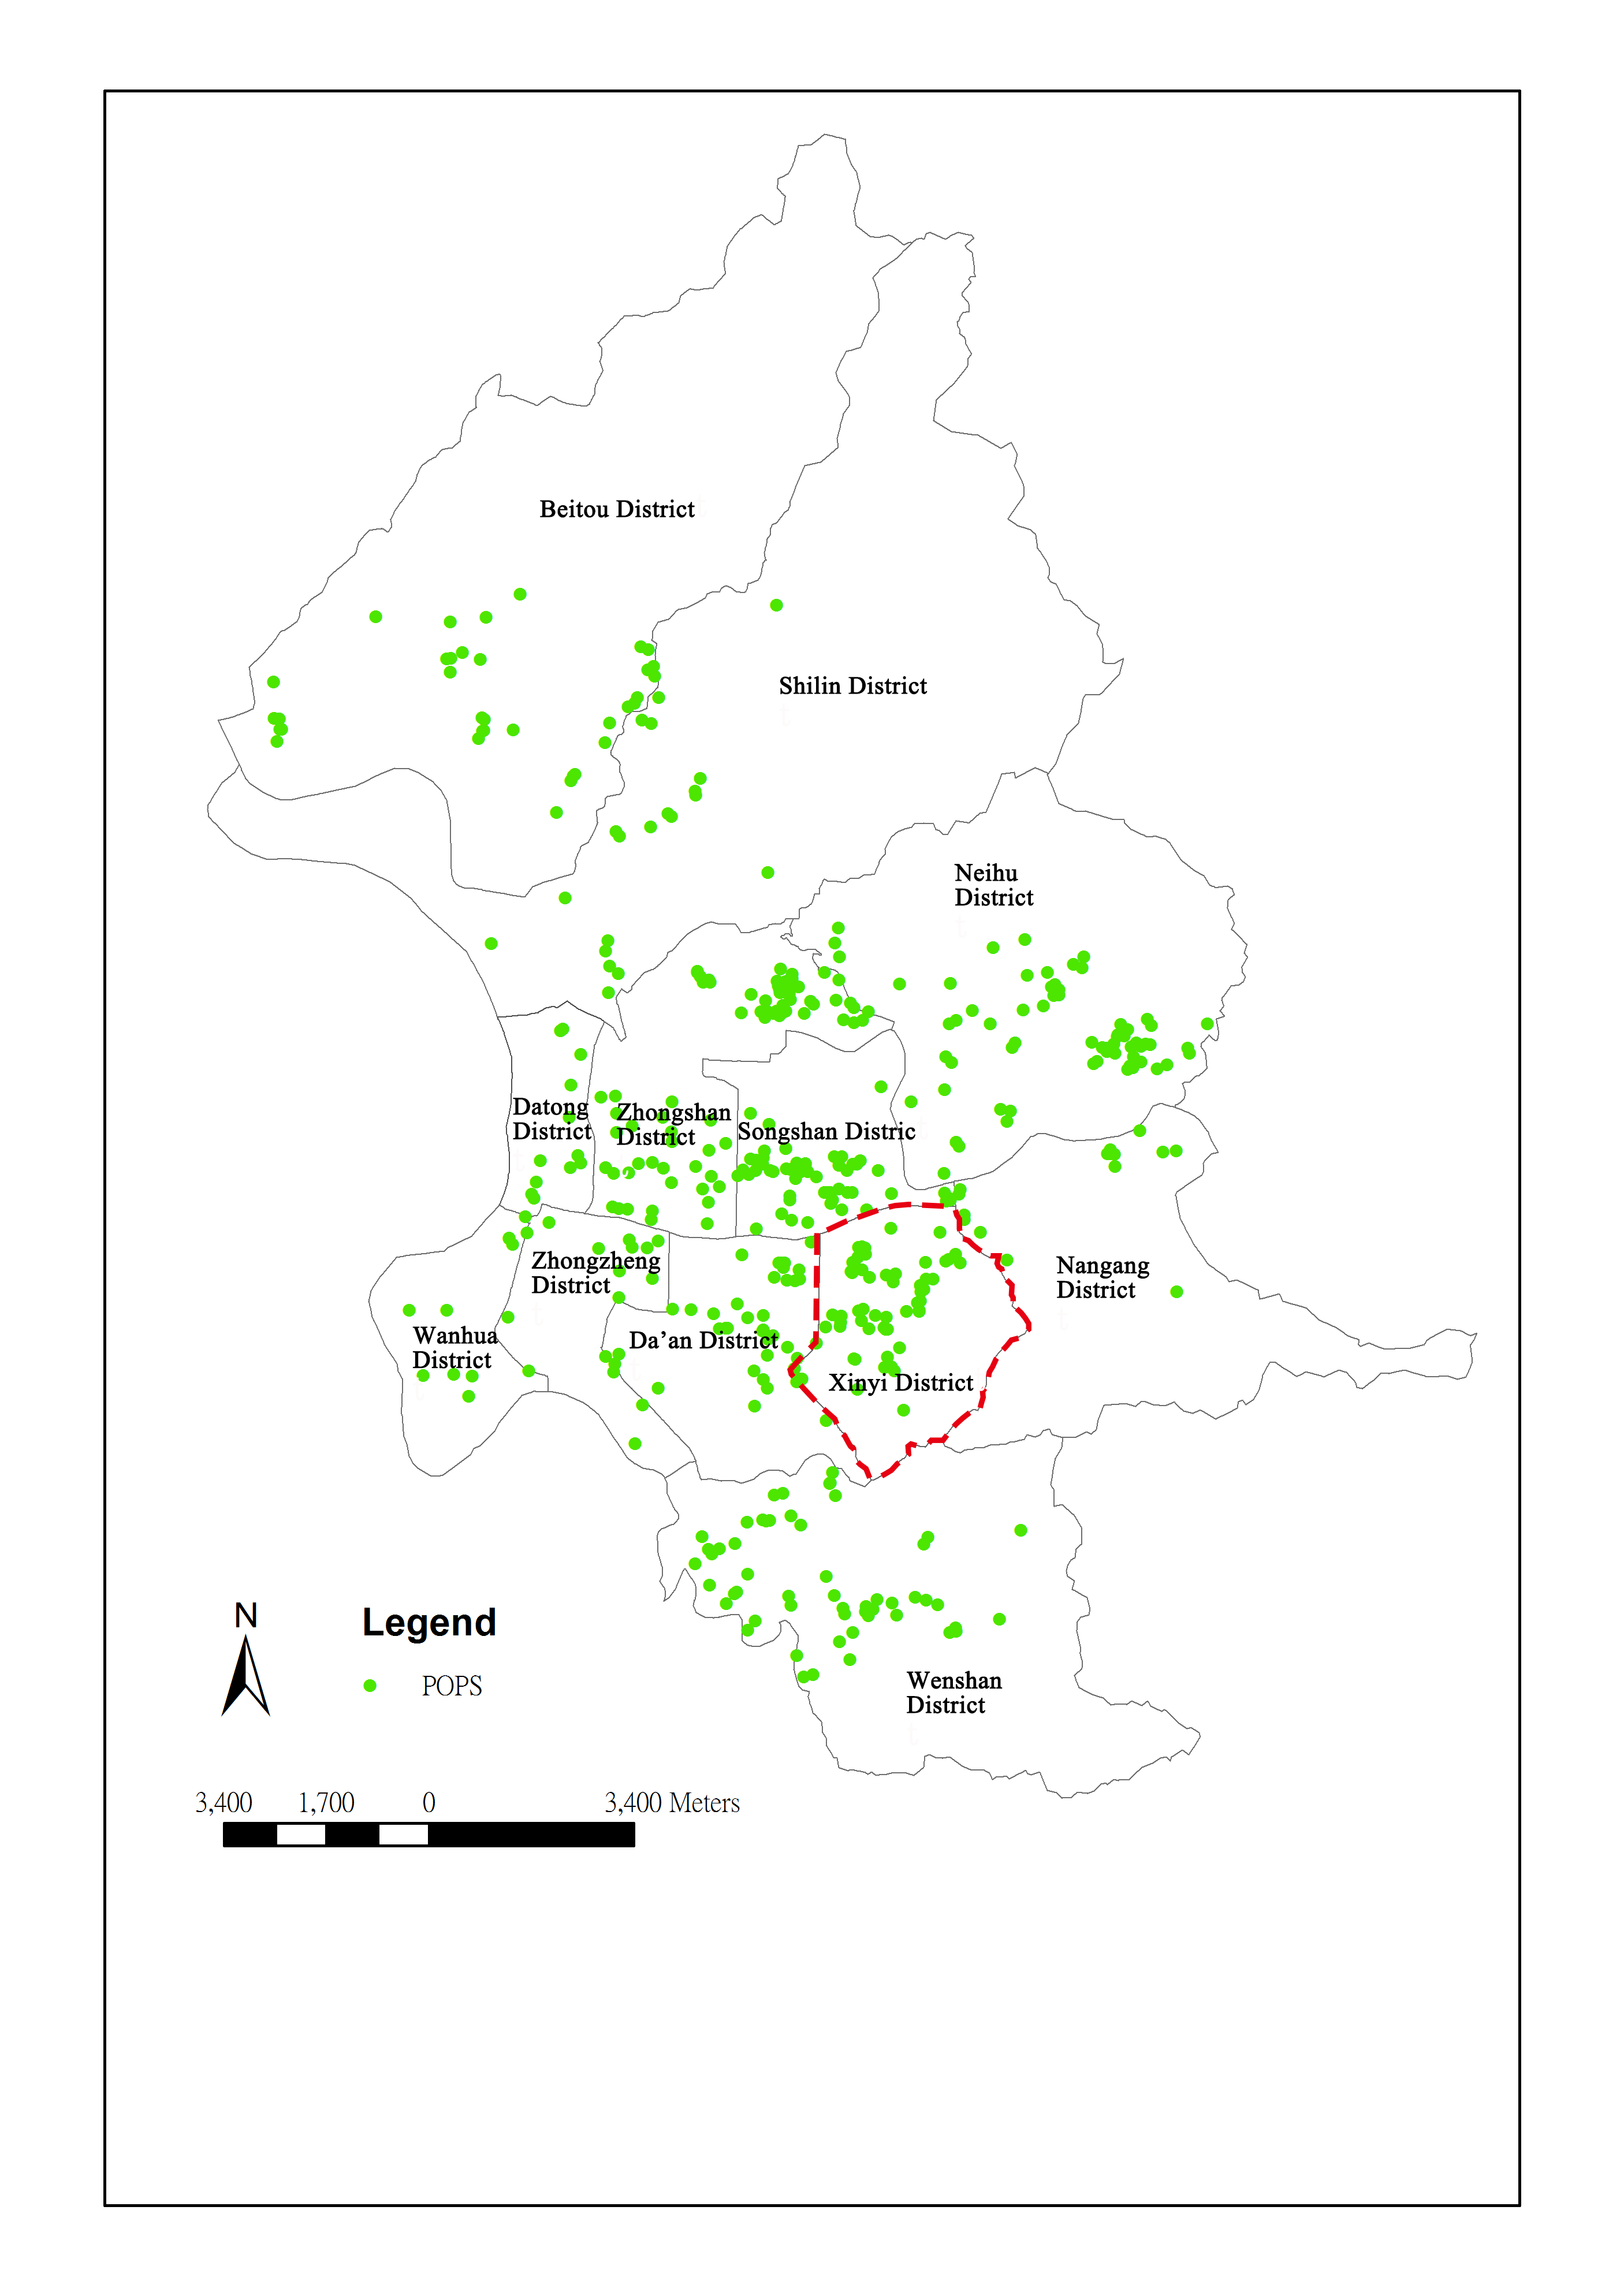 Beitou District
Shilin District
Neihu
District
Datong
District
Zhongshan
District
Songshan Distric
Zhongzheng
District
Nangang
District
Wanhua
District
Da’an District
Xinyi District
Wenshan
District
N
Legend
POPS
3,400 1,700 0 3,400 Meters